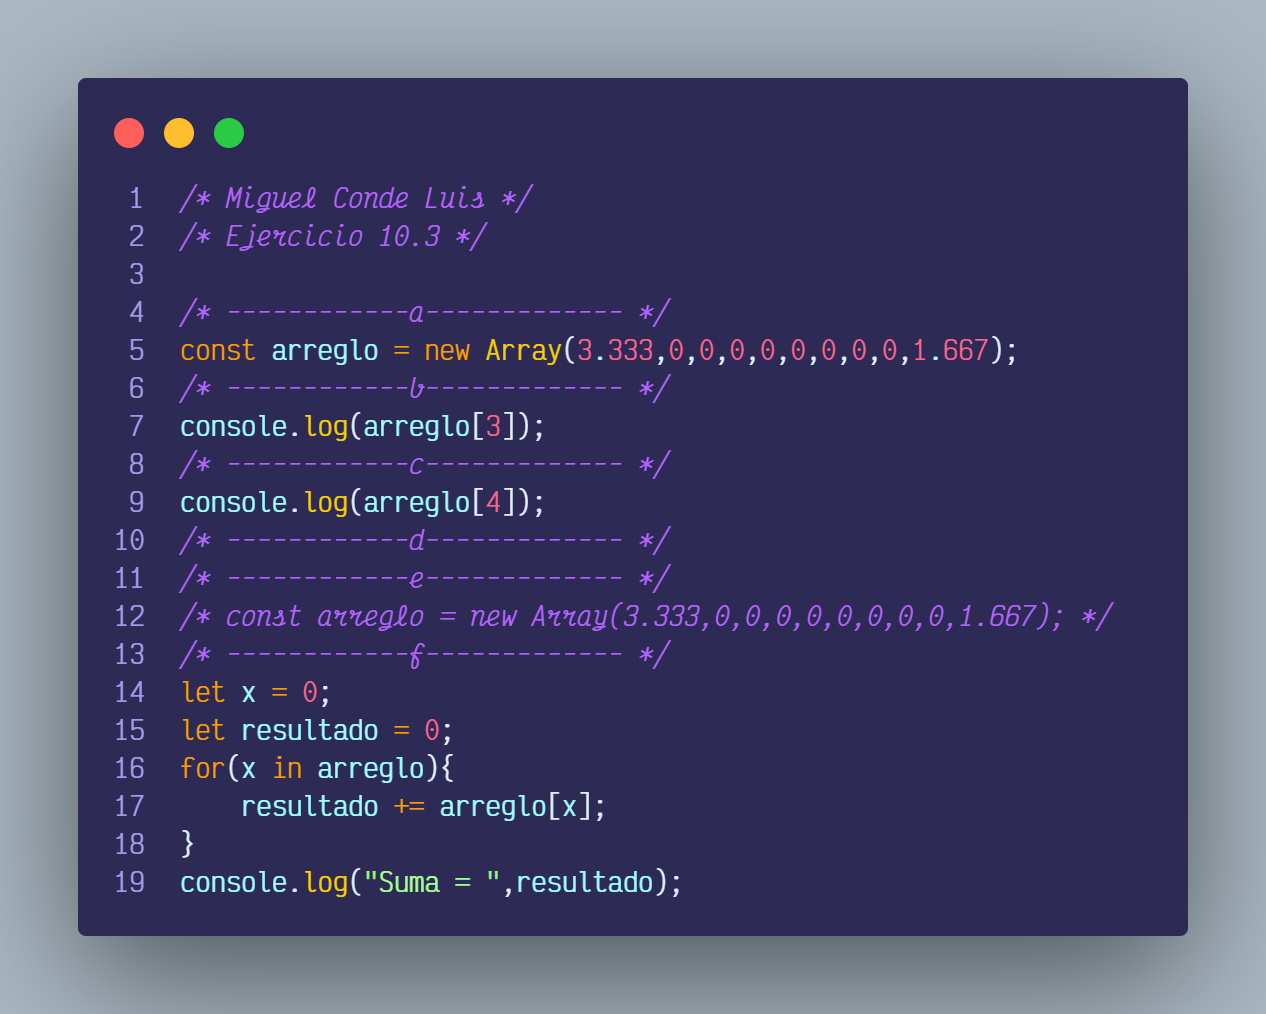 1 /* Miguel Conde Luis */
2 /* Ejercicio 10.3 */
3
4 /* ------------a------------- */
5 const arreglo = new Array(3.333,0,0,0,0,0,0,0,0,1.667);
6 /* ------------b------------- */
7 console.log(arreglo[3]);
8 /* ------------c------------- */
9 console.log(arreglo[4]);
10 /* ------------d------------- */
11 /* ------------e------------- */
12 /* const arreglo = new Array(3.333,0,0,0,0,0,0,0,0,1.667); */
13 /* ------------f------------- */
14 let x = 0;
15 let resultado = 0;
16 for(x in arreglo){
17     resultado += arreglo[x];
18 }
19 console.log("Suma = ",resultado);